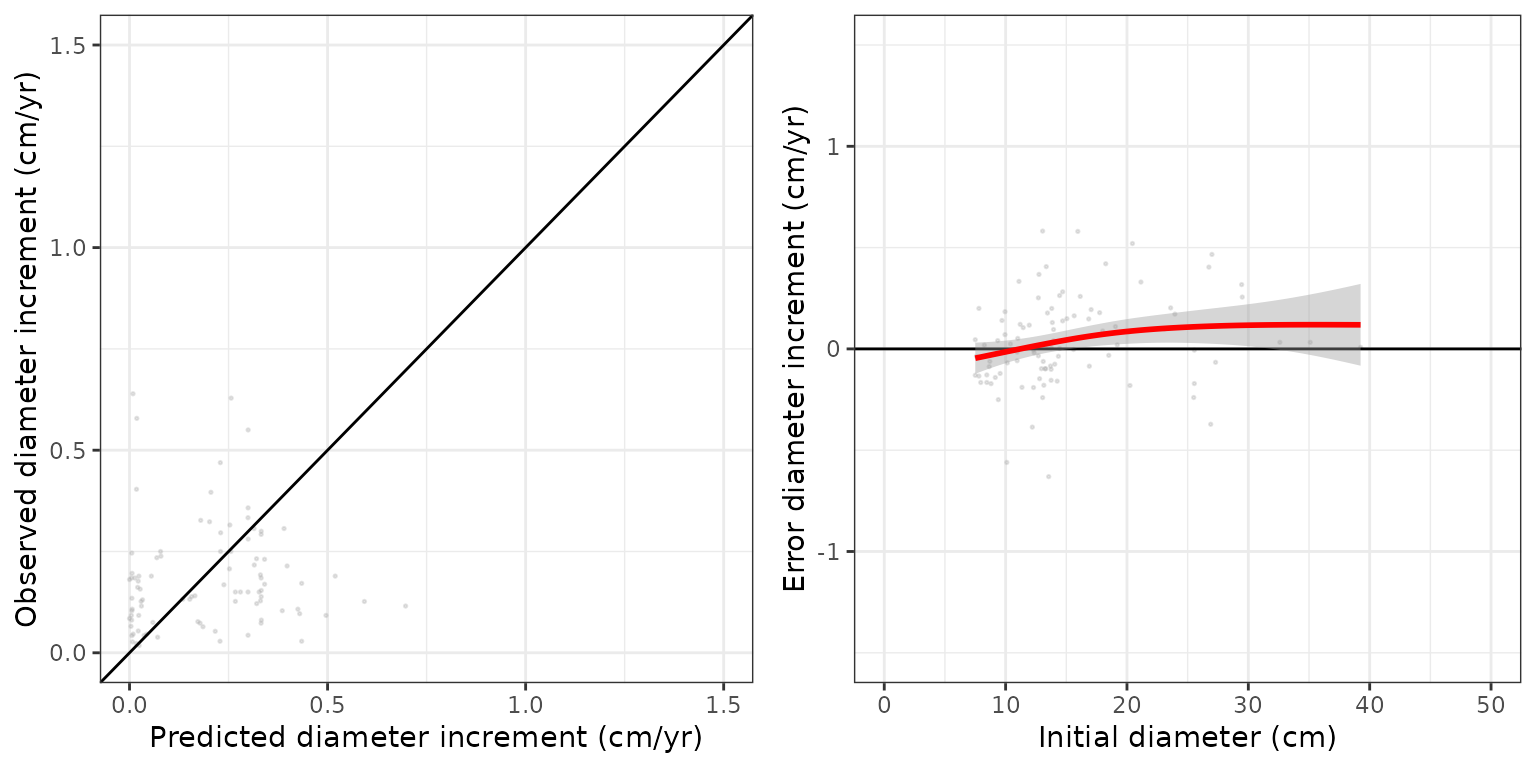 Observed diameter increment (cm/yr)
1.5
1.0
0.5
0.0
0.0 0.5 1.0 1.5
Predicted diameter increment (cm/yr)
Error diameter increment (cm/yr)
1
0
-1
0 10 20 30 40 50
Initial diameter (cm)